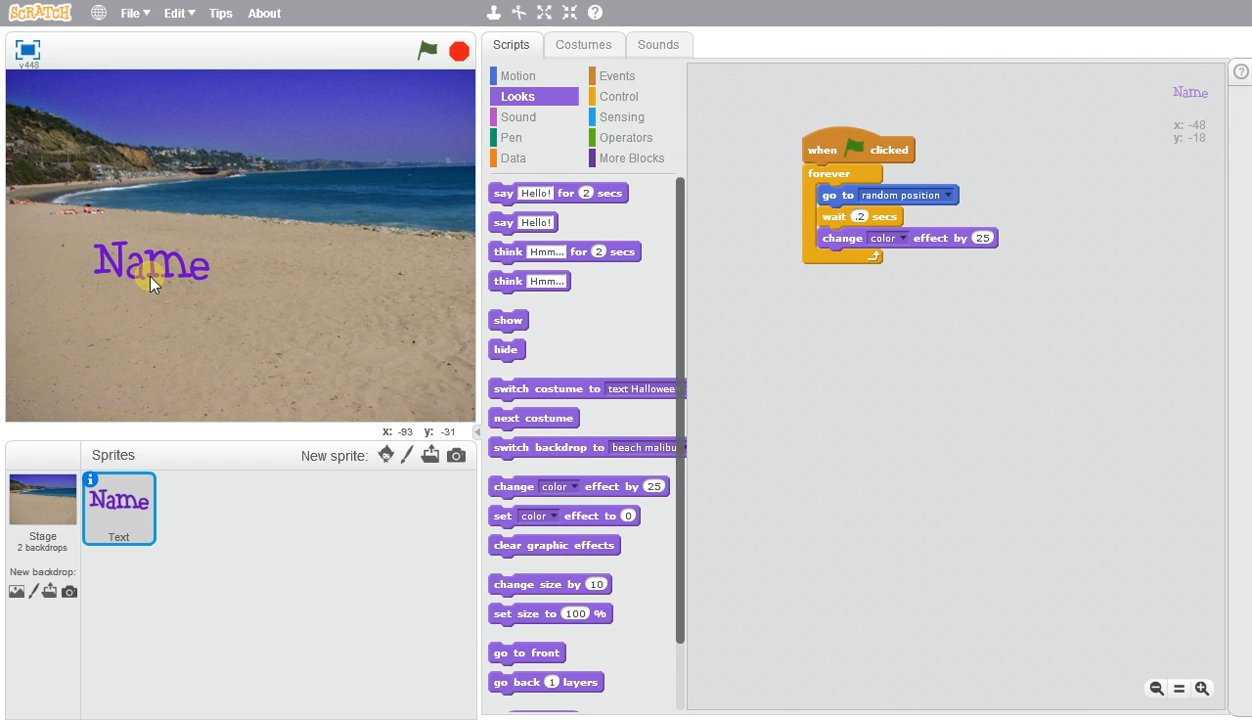 SCRATCH File Edit Tips About
v448
Scripts Costumes Sounds
Motion Events
Looks Control
Sound Sensing
Pen Operators
Data More Blocks
say Hello! for 2 secs
say Hello!
think Hmm... for 2 secs
think Hmm...
show
hide
switch costume to text Hallowee
next costume
switch backdrop to beach malibu
change color effect by 25
set color effect to 0
clear graphic effects
change size by 10
set size to 100 %
go to front
go back 1 layers
when clicked
forever
go to random position
wait .2 secs
change color effect by 25
Name
x: -48
y: -18
Name
x: -93 y: -31
Sprites New sprite:
Name
Stage
2 backdrops
Text
New backdrop: